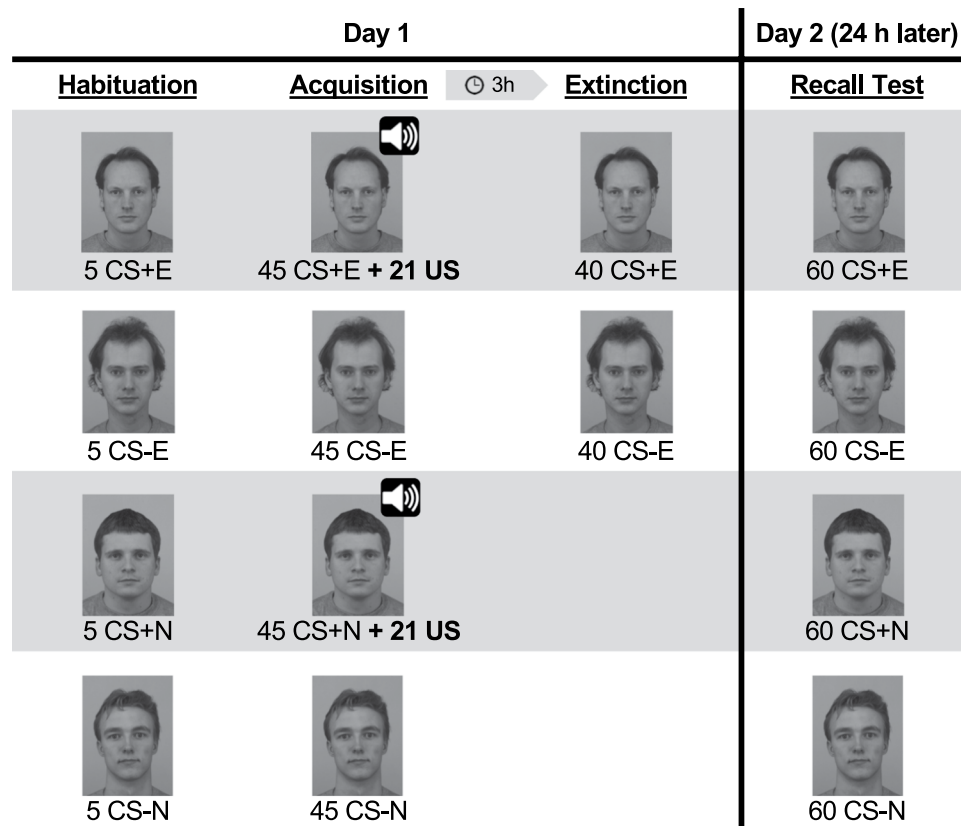 Day 1 Day 2 (24 h later)
Habituation Acquisition 3h Extinction Recall Test
5 CS+E 45 CS+E + 21 US 40 CS+E 60 CS+E
5 CS-E 45 CS-E 40 CS-E 60 CS-E
5 CS+N 45 CS+N + 21 US 60 CS+N
5 CS-N 45 CS-N 60 CS-N